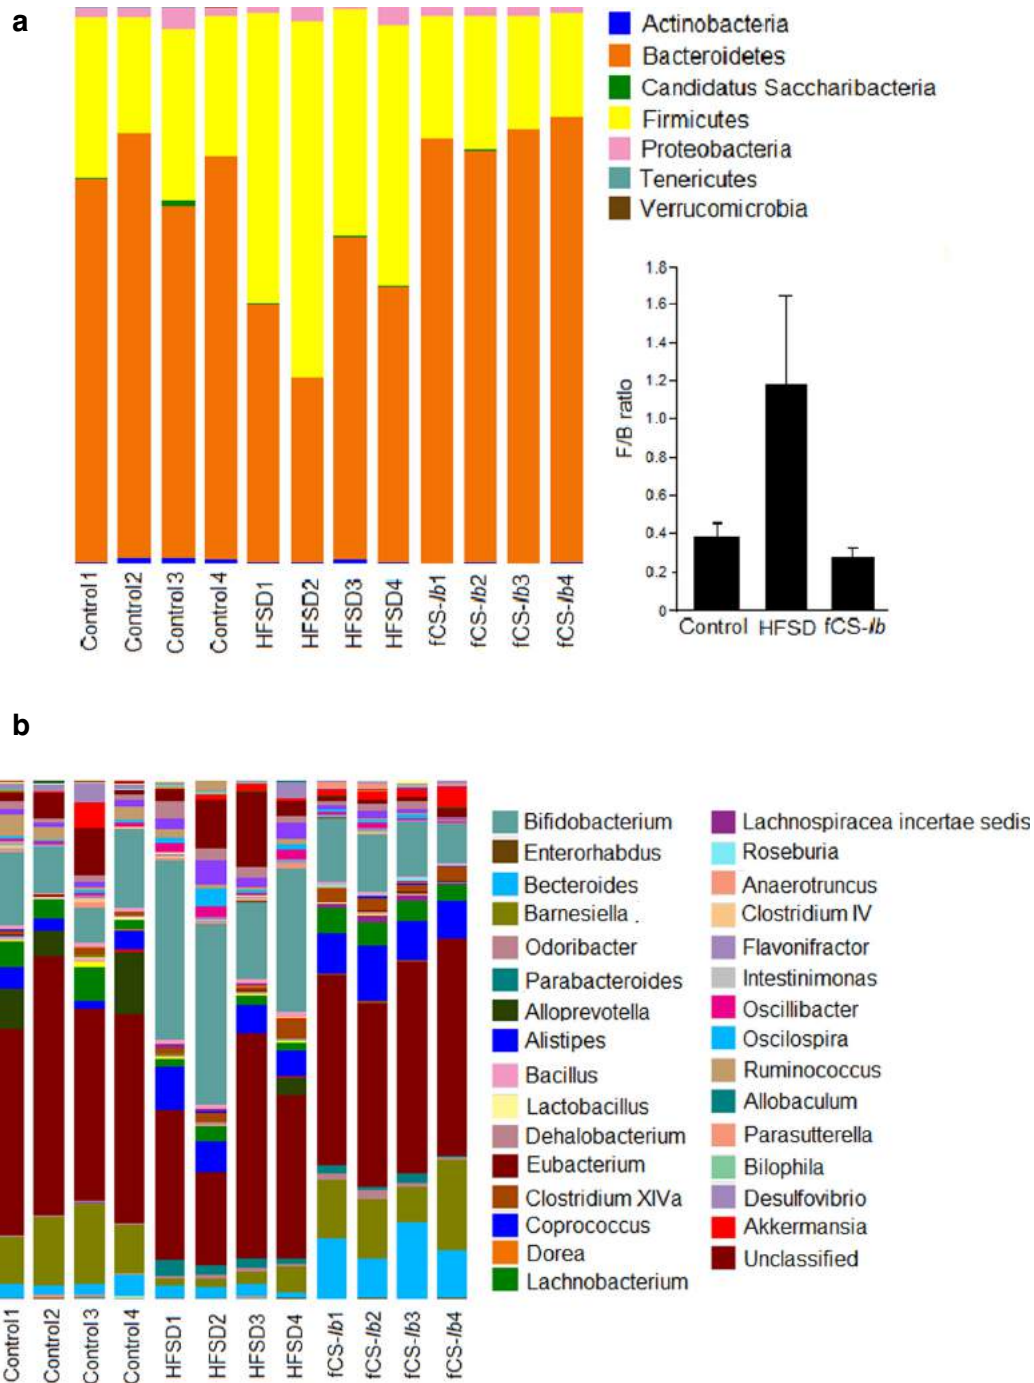 a
Actinobacteria
Bacteroidetes
Candidatus Saccharibacteria
Firmicutes
Proteobacteria
Tenericutes
Verrucomicrobia
1.8
1.6
1.4
1.2
1.0
0.8
0.6
0.4
0.2
0
F/B ratio
Control HFSD fCS-Ib
Control1
Control2
Control3
Control4
HFSD1
HFSD2
HFSD3
HFSD4
fCS-Ib1
fCS-Ib2
fCS-Ib3
fCS-Ib4
b
Bifidobacterium
Enterorhabdus
Becteroides
Barnesiella .
Odoribacter
Parabacteroides
Alloprevotella
Alistipes
Bacillus
Lactobacillus
Dehalobacterium
Eubacterium
Clostridium XIVa
Coprococcus
Dorea
Lachnobacterium
Lachnospiracea incertae sedis
Roseburia
Anaerotruncus
Clostridium IV
Flavonifractor
Intestinimonas
Oscillibacter
Oscilospira
Ruminococcus
Allobaculum
Parasutterella
Bilophila
Desulfovibrio
Akkermansia
Unclassified
Control1
Control2
Control3
Control4
HFSD1
HFSD2
HFSD3
HFSD4
fCS-Ib1
fCS-Ib2
fCS-Ib3
fCS-Ib4